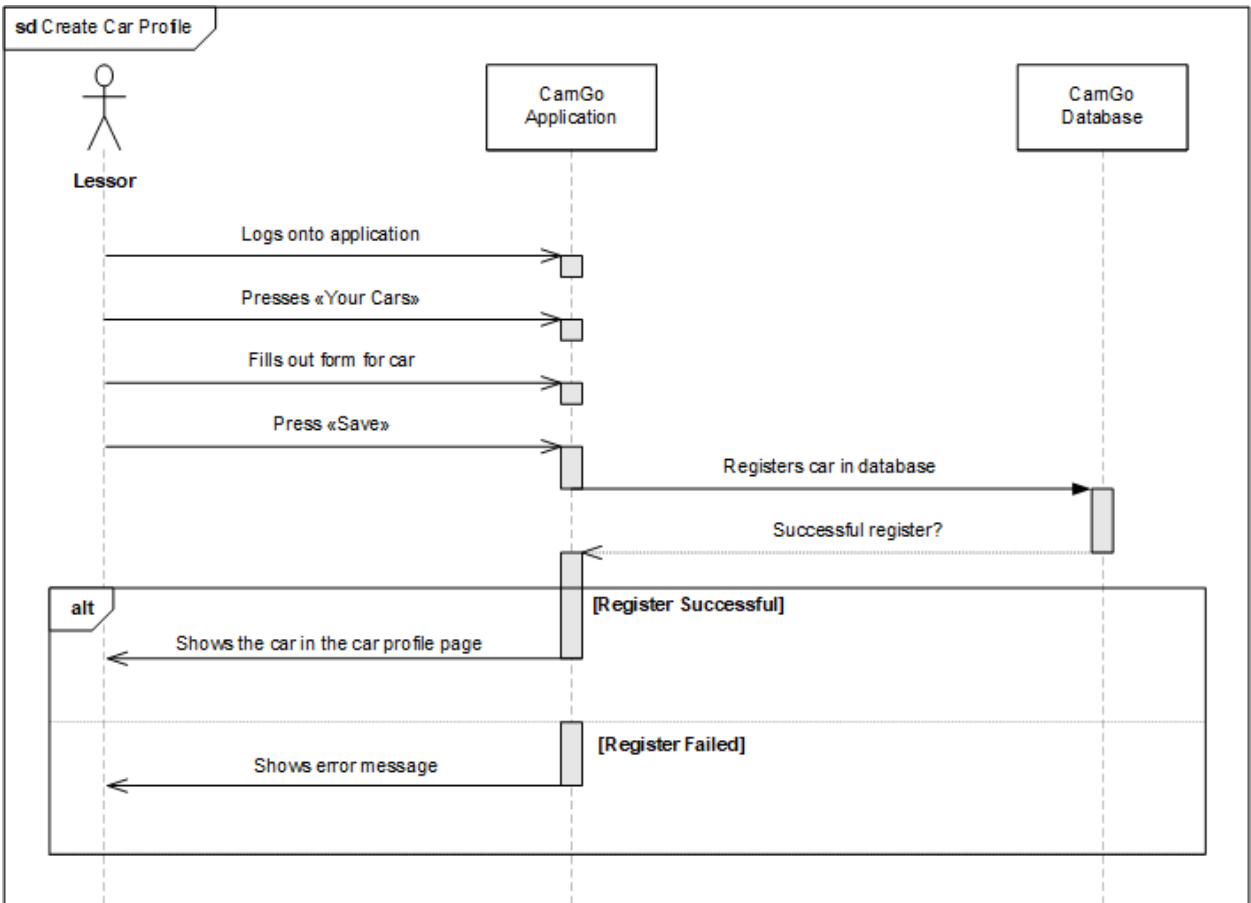 sd Create Car Profile
CamGo
Application
CamGo
Database
Lessor
Logs onto application
Presses «Your Cars»
Fills out form for car
Press «Save»
Registers car in database
Successful register?
alt
[Register Successful]
Shows the car in the car profile page
[Register Failed]
Shows error message